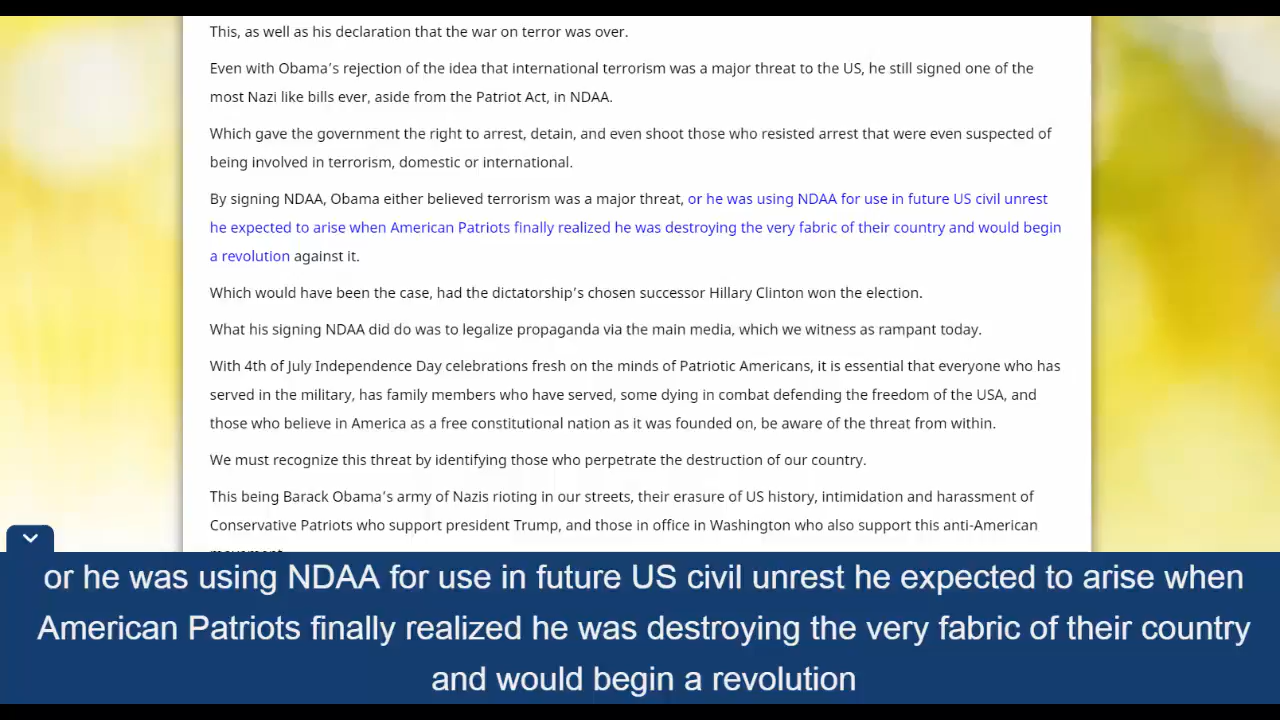 This, as well as his declaration that the war on terror was over.
Even with Obama's rejection of the idea that international terrorism was a major threat to the US, he still signed one of the
most Nazi like bills ever, aside from the Patriot Act, in NDAA.
Which gave the government the right to arrest, detain, and even shoot those who resisted arrest that were even suspected of
being involved in terrorism, domestic or international.
By signing NDAA, Obama either believed terrorism was a major threat, or he was using NDAA for use in future US civil unrest
he expected to arise when American Patriots finally realized he was destroying the very fabric of their country and would begin
a revolution against it.
Which would have been the case, had the dictatorship's chosen successor Hillary Clinton won the election.
What his signing NDAA did do was to legalize propaganda via the main media, which we witness as rampant today.
With 4th of July Independence Day celebrations fresh on the minds of Patriotic Americans, it is essential that everyone who has
served in the military, has family members who have served, some dying in combat defending the freedom of the USA, and
those who believe in America as a free constitutional nation as it was founded on, be aware of the threat from within.
We must recognize this threat by identifying those who perpetrate the destruction of our country.
This being Barack Obama's army of Nazis rioting in our streets, their erasure of US history, intimidation and harassment of
Conservative Patriots who support president Trump, and those in office in Washington who also support this anti-American
or he was using NDAA for use in future US civil unrest he expected to arise when
American Patriots finally realized he was destroying the very fabric of their country
and would begin a revolution